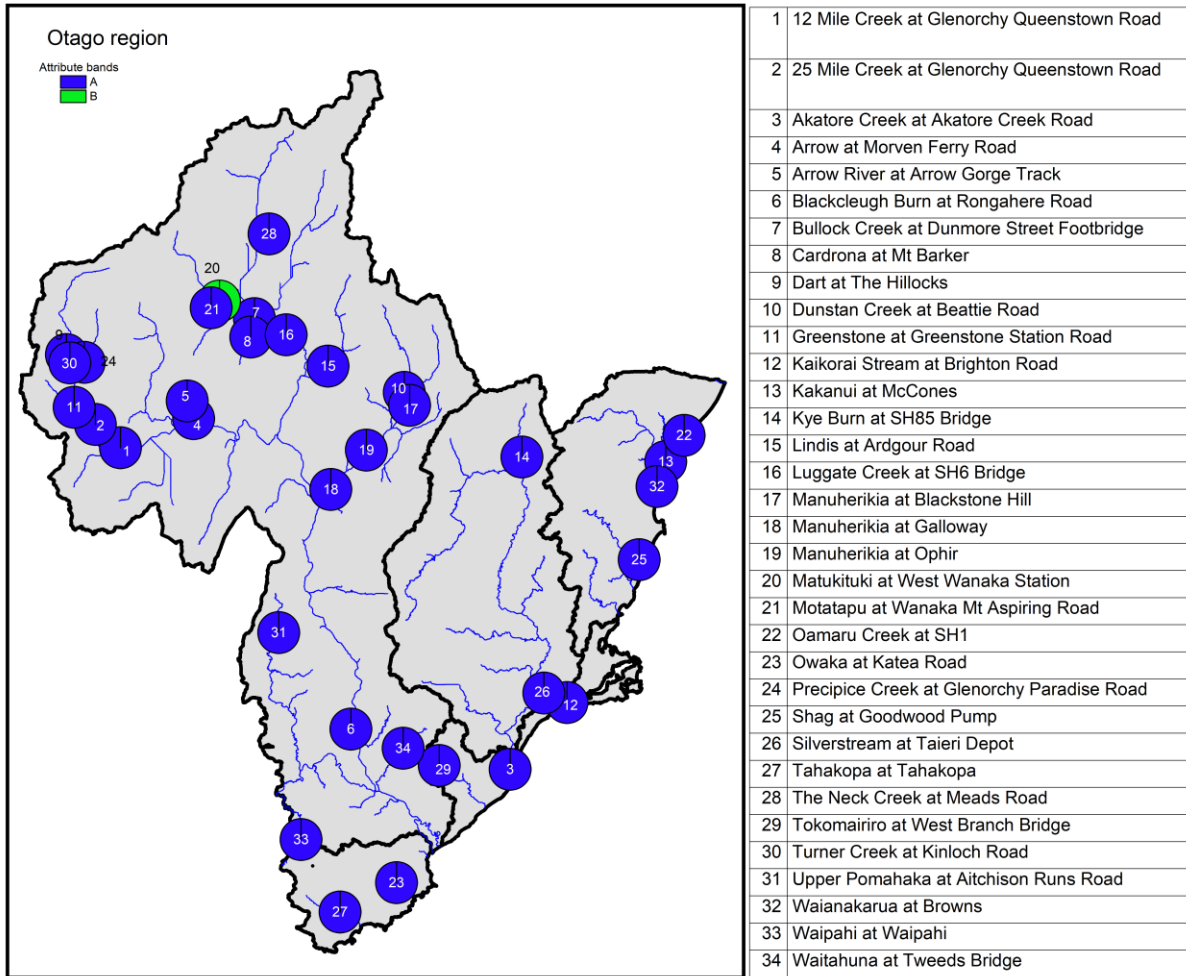 Otago region
Attribute bands
A
B
28
20
21
7
8
16
9
30
24
15
5
10
11
17
4
2
22
1
19
14
13
18
32
25
31
26
12
6
34
29
3
33
23
27
1 12 Mile Creek at Glenorchy Queenstown Road
2 25 Mile Creek at Glenorchy Queenstown Road
3 Akatore Creek at Akatore Creek Road
4 Arrow at Morven Ferry Road
5 Arrow River at Arrow Gorge Track
6 Blackcleugh Burn at Rongahere Road
7 Bullock Creek at Dunmore Street Footbridge
8 Cardrona at Mt Barker
9 Dart at The Hillocks
10 Dunstan Creek at Beattie Road
11 Greenstone at Greenstone Station Road
12 Kaikorai Stream at Brighton Road
13 Kakanui at McCones
14 Kye Burn at SH85 Bridge
15 Lindis at Ardgour Road
16 Luggate Creek at SH6 Bridge
17 Manuherikia at Blackstone Hill
18 Manuherikia at Galloway
19 Manuherikia at Ophir
20 Matukituki at West Wanaka Station
21 Motatapu at Wanaka Mt Aspiring Road
22 Oamaru Creek at SH1
23 Owaka at Katea Road
24 Precipice Creek at Glenorchy Paradise Road
25 Shag at Goodwood Pump
26 Silverstream at Taieri Depot
27 Tahakopa at Tahakopa
28 The Neck Creek at Meads Road
29 Tokomairiro at West Branch Bridge
30 Turner Creek at Kinloch Road
31 Upper Pomahaka at Aitchison Runs Road
32 Waianakarua at Browns
33 Waipahi at Waipahi
34 Waitahuna at Tweeds Bridge